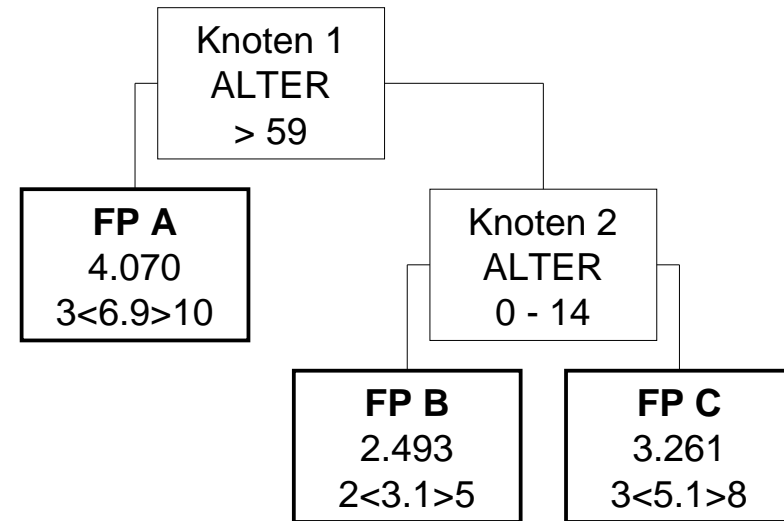 Knoten 1
ALTER
> 59
FP A
4.070
3<6.9>10
Knoten 2
ALTER
0 - 14
FP B
2.493
2<3.1>5
FP C
3.261
3<5.1>8